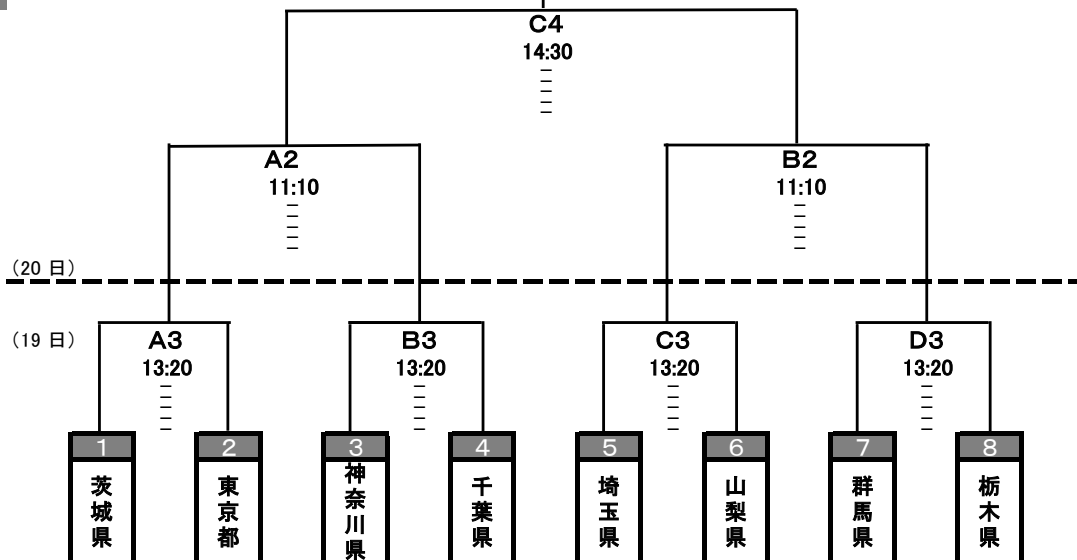 C4
14:30
A2
B2
11:10
11:10
（20 日）
（19 日）
A3
B3
C3
D3
13:20
13:20
13:20
13:20
1
2
3
4
5
6
7
8
茨城県
東京都
神奈川県
千葉県
埼玉県
山梨県
群馬県
栃木県